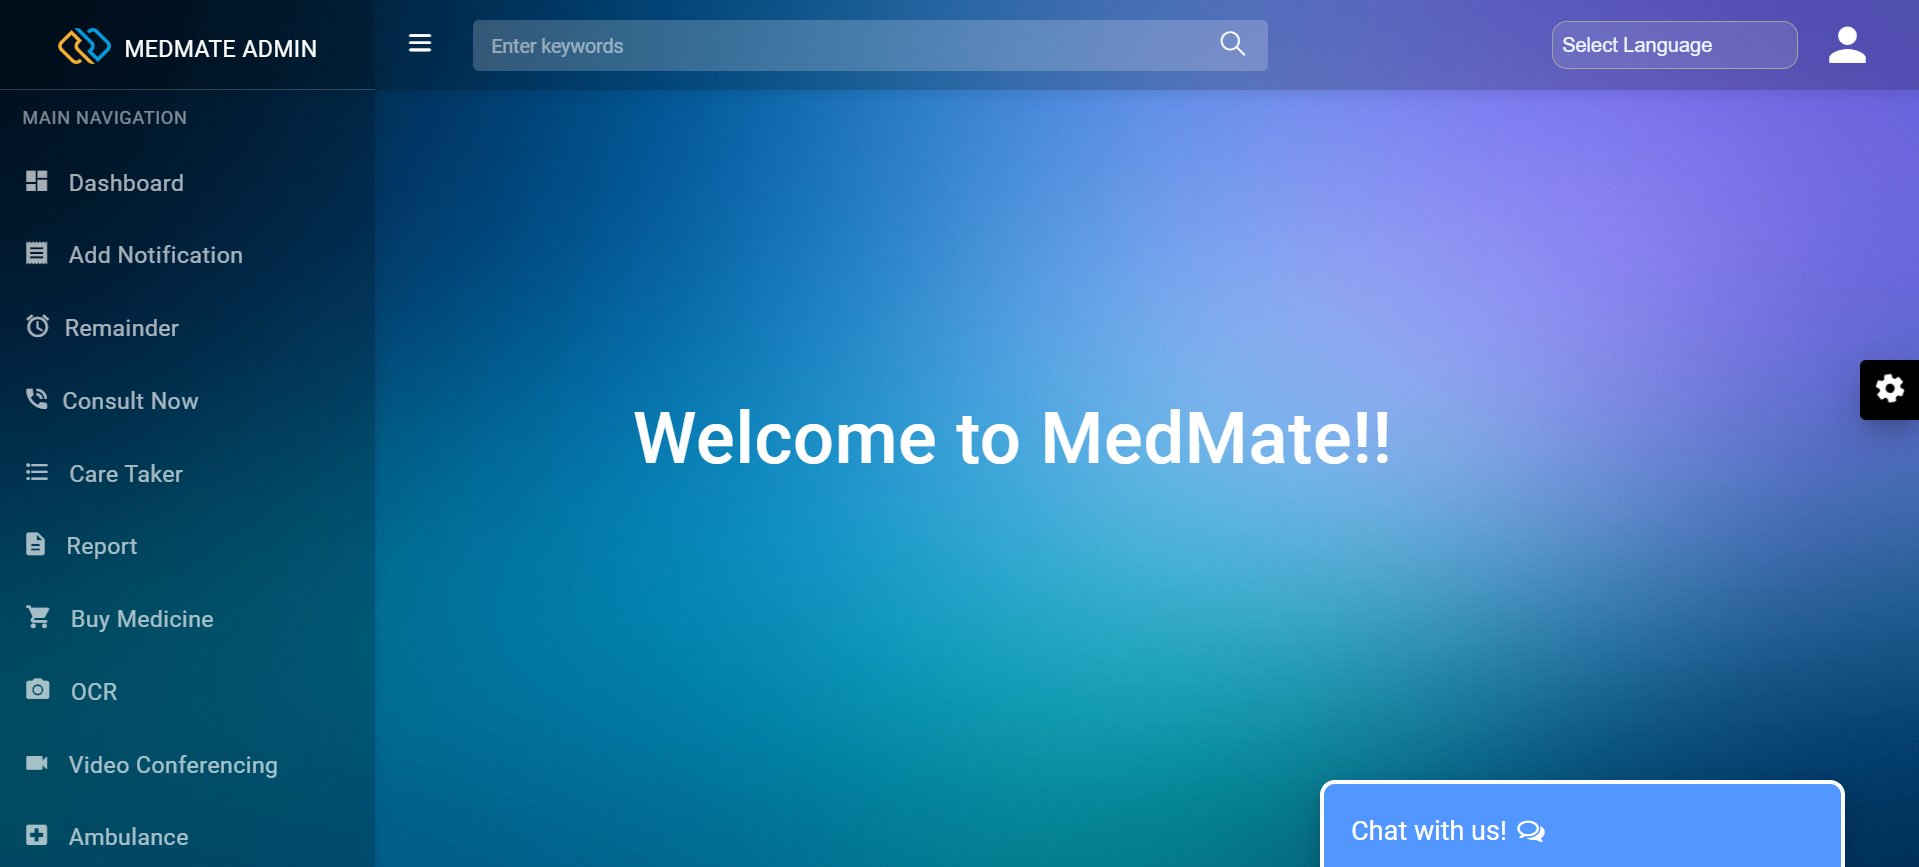 MEDMATE ADMIN
Enter keywords
Select Language
MAIN NAVIGATION
Dashboard
Add Notification
Remainder
Consult Now
Care Taker
Report
Buy Medicine
OCR
Video Conferencing
Ambulance
Welcome to MedMate!!
Chat with us!